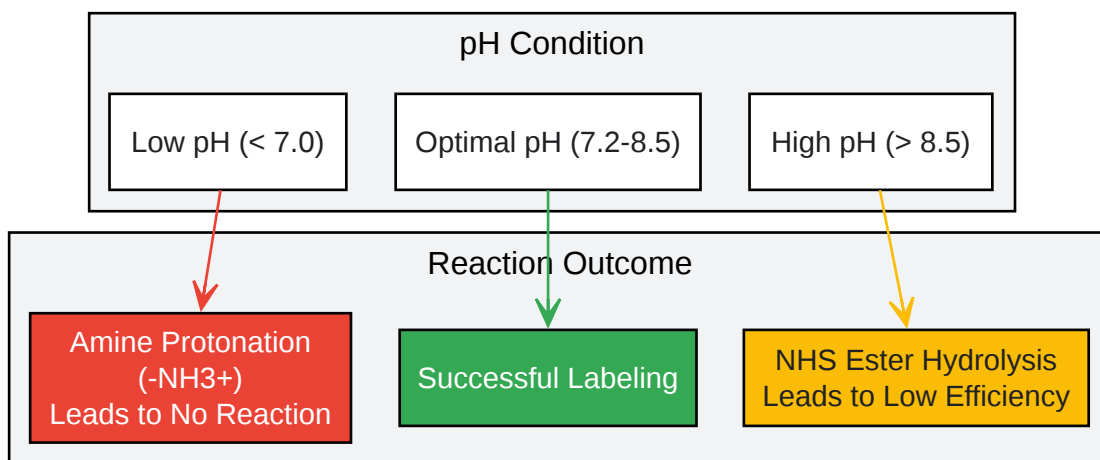 pH Condition
Low pH (< 7.0)
Optimal pH (7.2-8.5)
High pH (> 8.5)
Reaction Outcome
Amine Protonation
(-NH3+)
Leads to No Reaction
Successful Labeling
NHS Ester Hydrolysis
Leads to Low Efficiency